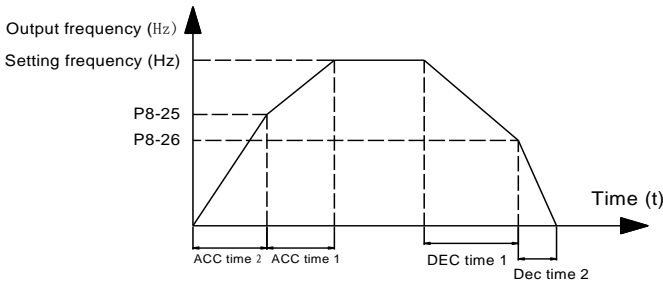 Output frequency (Hz)
Setting frequency (Hz)
P8-25
P8-26
Time (t)
ACC time 2
ACC time 1
DEC time 1
Dec time 2